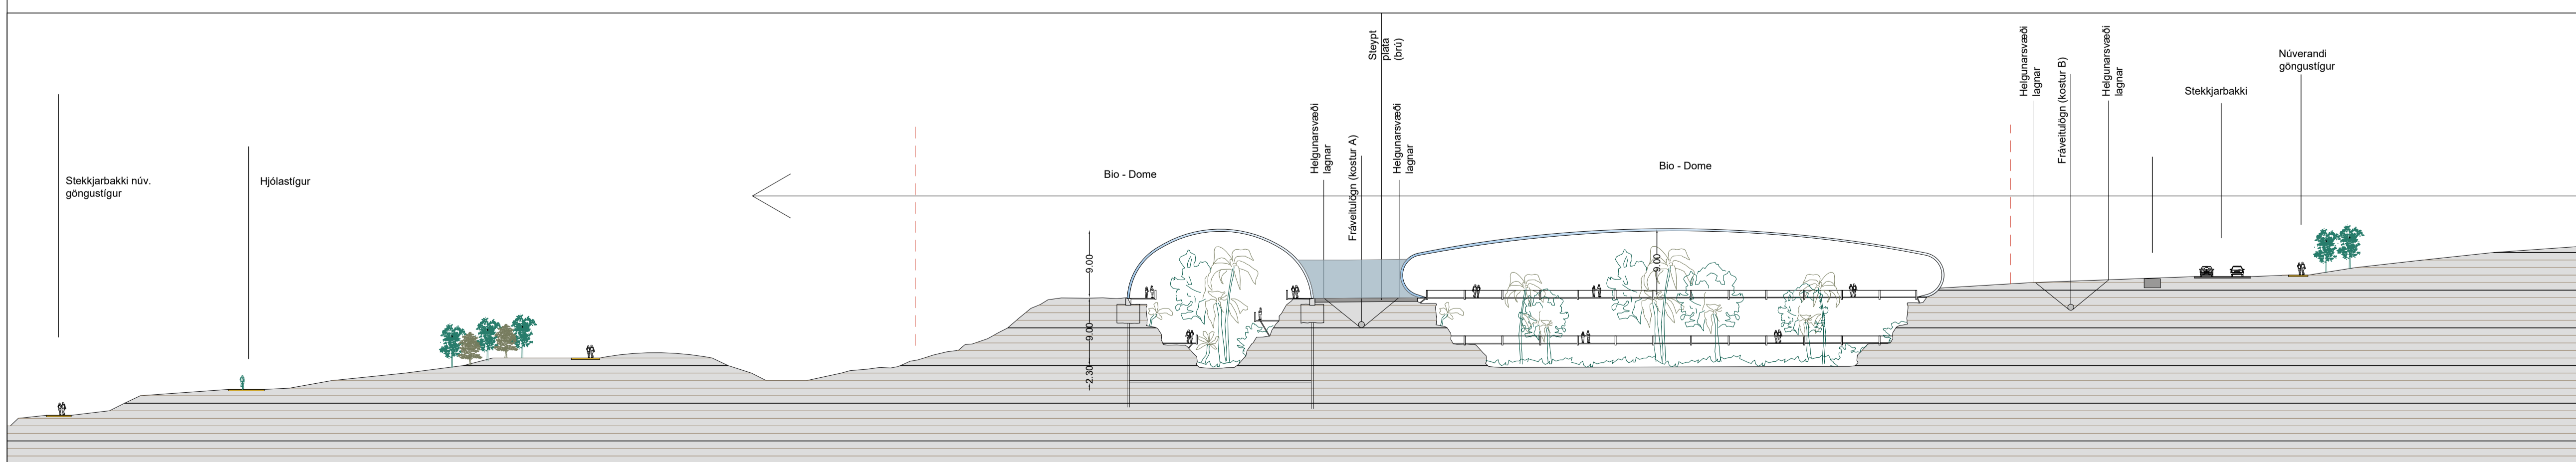 Stekkjarbakki núv.
göngustígur
Hjólastígur
Bio - Dome
9.00
9.00
2.30
Helgunarsvæði
lagnar
Fráveitulögn (kostur A)
Steypt
plata
(brú)
Helgunarsvæði
lagnar
Bio - Dome
9.00
Helgunarsvæði
lagnar
Fráveitulögn (kostur B)
Helgunarsvæði
lagnar
Stekkjarbakki
Núverandi
göngustígur